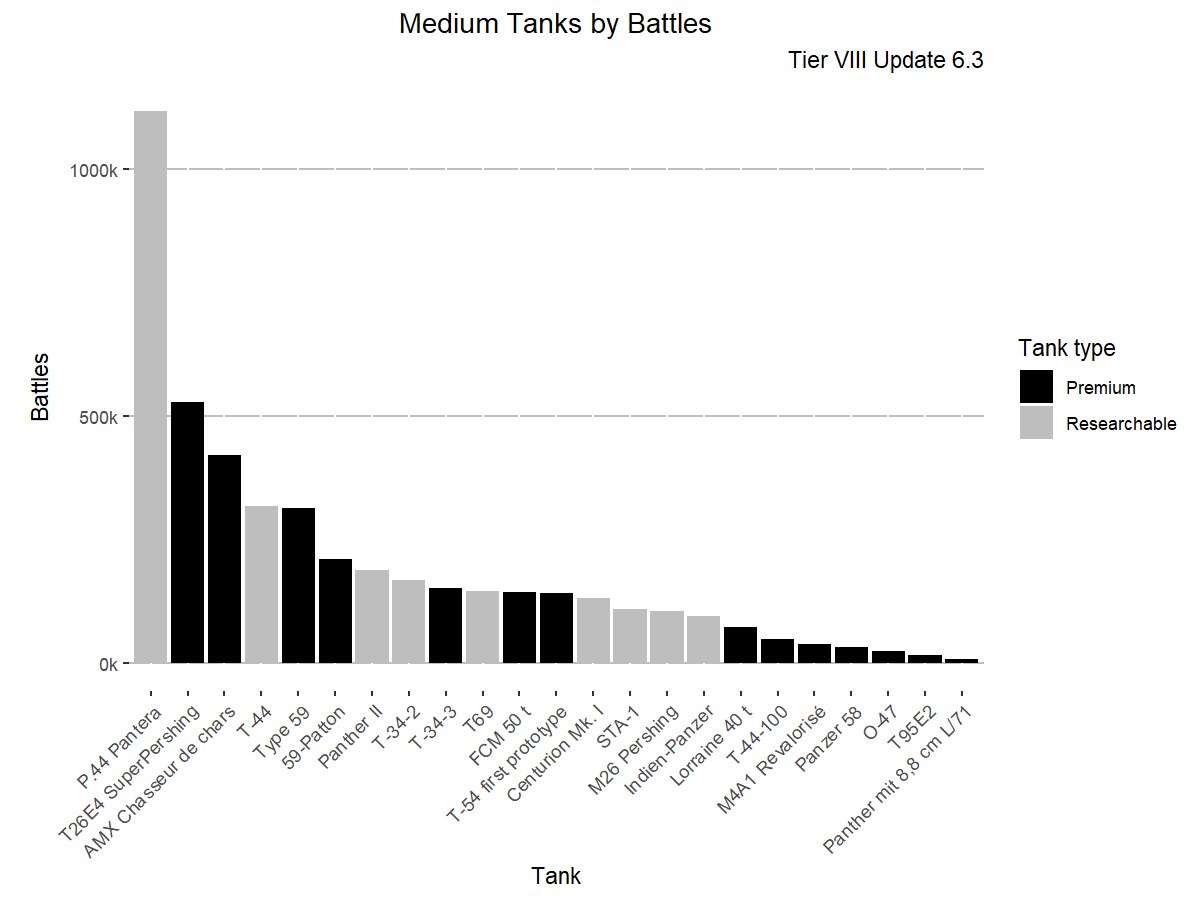 Medium Tanks by Battles
Tier VIII Update 6.3
Battles
1000k
500k
0k
P.44 Pantera
T26E4 SuperPershing
AMX Chasseur de chars
T-44
Type 59
59-Patton
Panther II
T-34-2
T-34-3
T69
FCM 50 t
T-54 first prototype
Centurion Mk. I
STA-1
M26 Pershing
Indien-Panzer
Lorraine 40 t
T-44-100
M4A1 Revalorisé
Panzer 58
O-47
T95E2
Panther mit 8,8 cm L/71
Tank
Tank type
Premium
Researchable